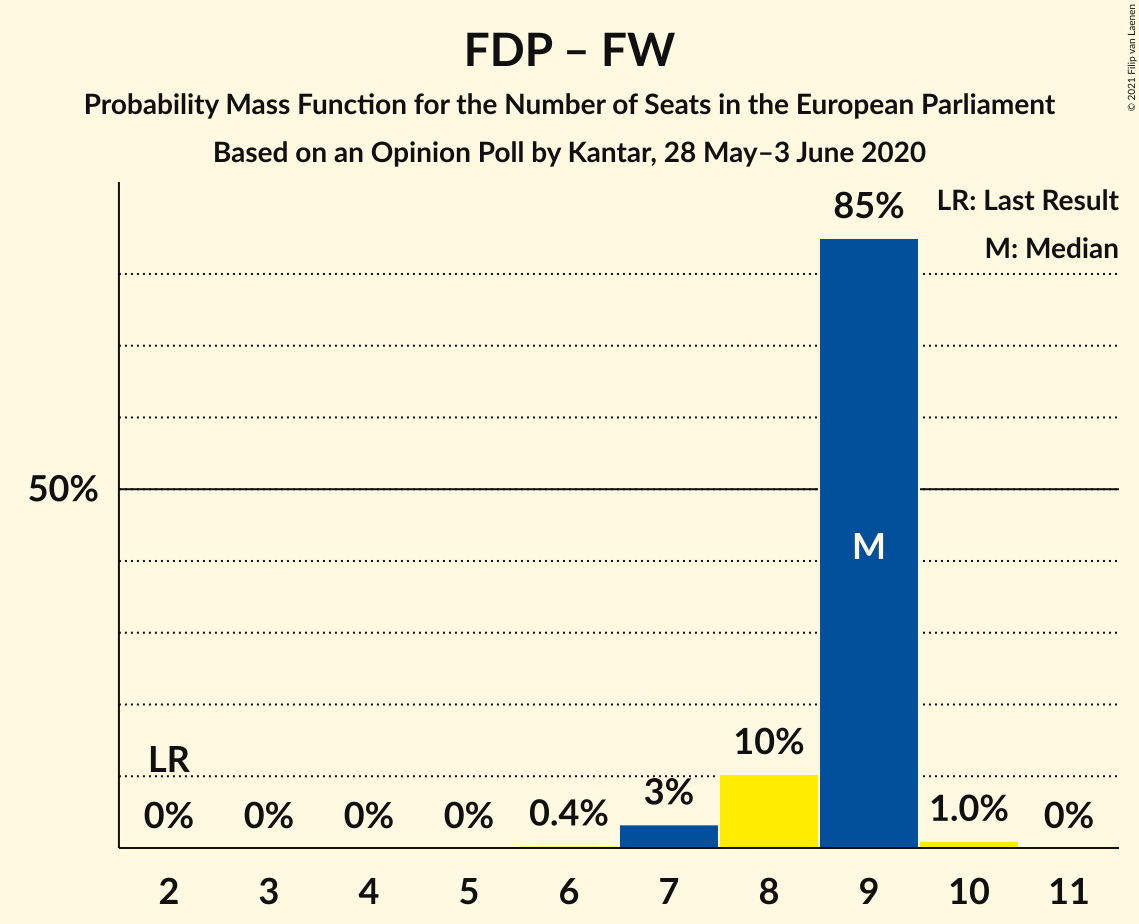 FDP – FW
Probability Mass Function for the Number of Seats in the European Parliament
Based on an Opinion Poll by Kantar, 28 May–3 June 2020
© 2021 Filip van Laenen
LR: Last Result
M: Median
85%
50%
M
LR
0%
0%
0%
0%
0.4%
3%
10%
1.0%
0%
2 3 4 5 6 7 8 9 10 11